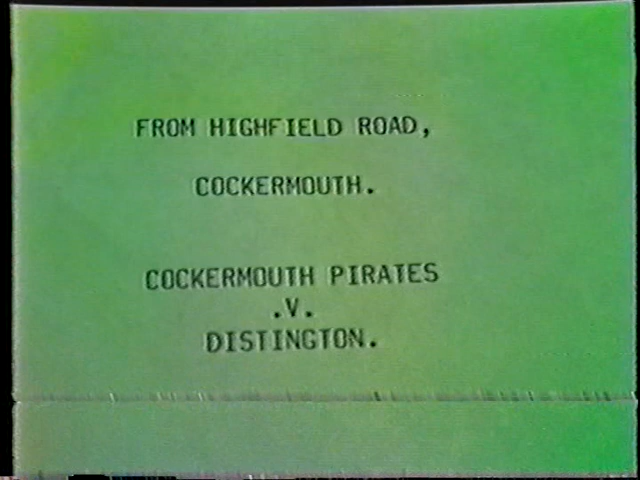 FROM HIGHFIELD ROAD,
COCKERMOUTH.
COCKERMOUTH PIRATES
.V.
DISTINGTON.